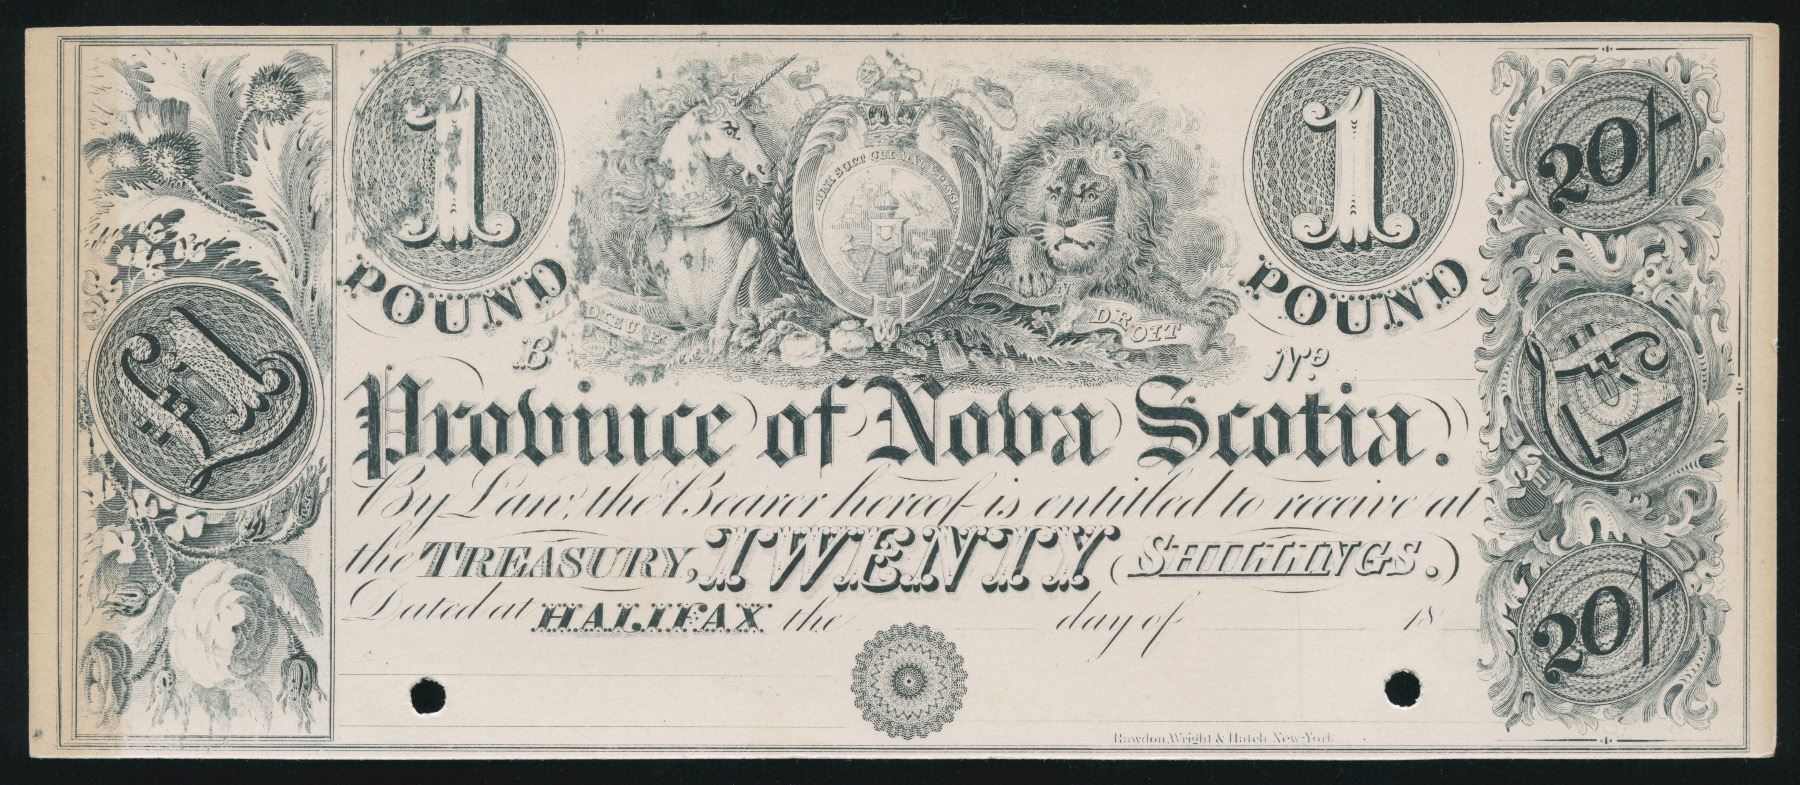 1 POUND
1 POUND
20/-
£1
£1
20/-
DIEU ET
DROIT
B
No.
Province of Nova Scotia.
By Law, the Bearer hereof is entitled to receive at
the TREASURY, TWENTY (SHILLINGS.)
Dated at HALIFAX the day of 18
Rawdon, Wright & Hatch New-York